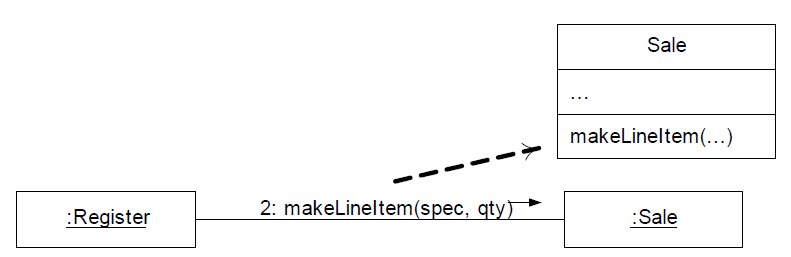 Sale
...
makeLineItem(...)
2: makeLineItem(spec, qty)
:Register
:Sale